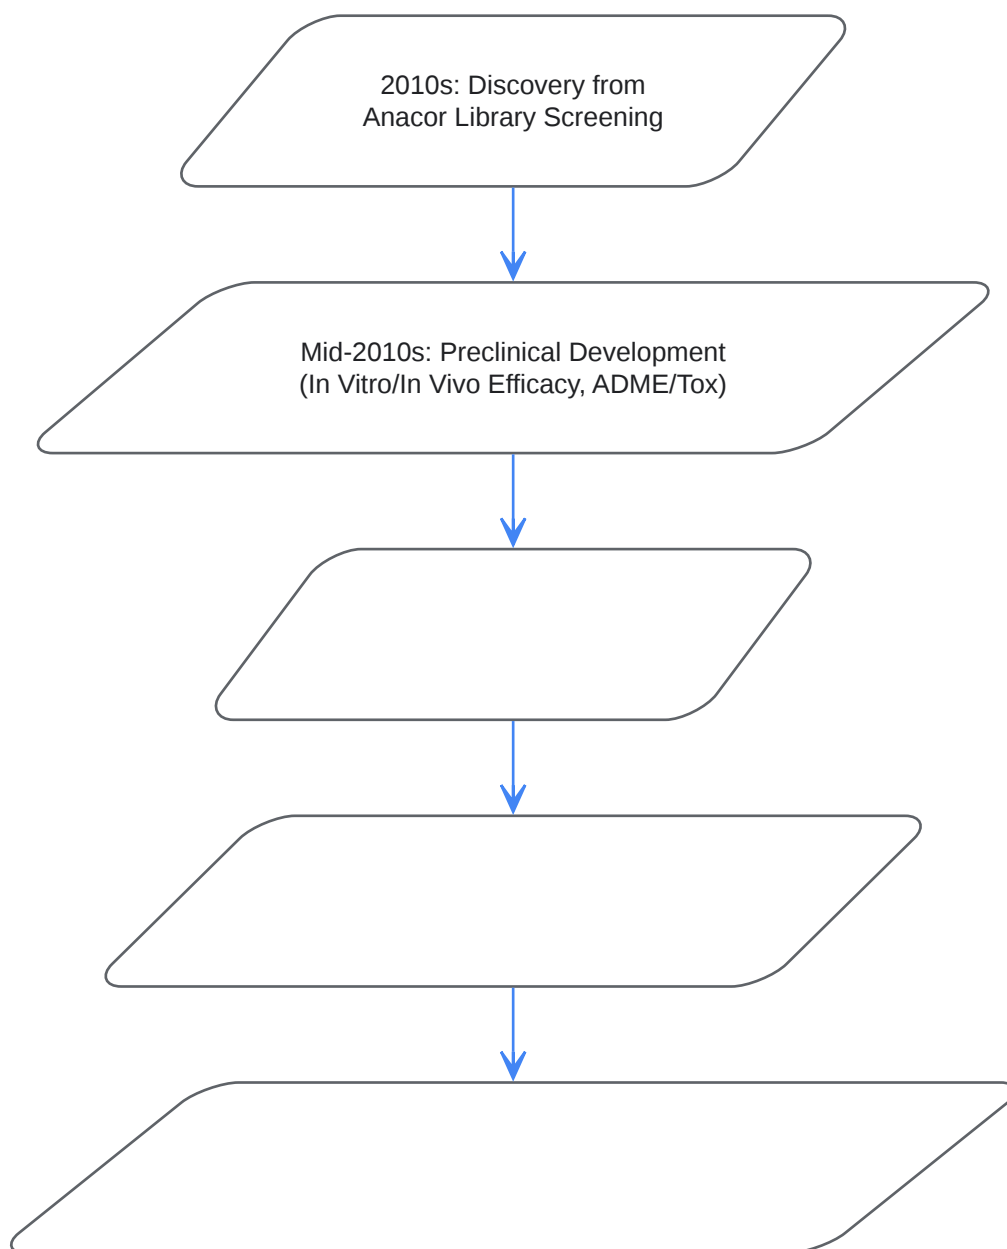 2010s: Discovery from
Anacor Library Screening
Mid-2010s: Preclinical Development
(In Vitro/In Vivo Efficacy, ADME/Tox)